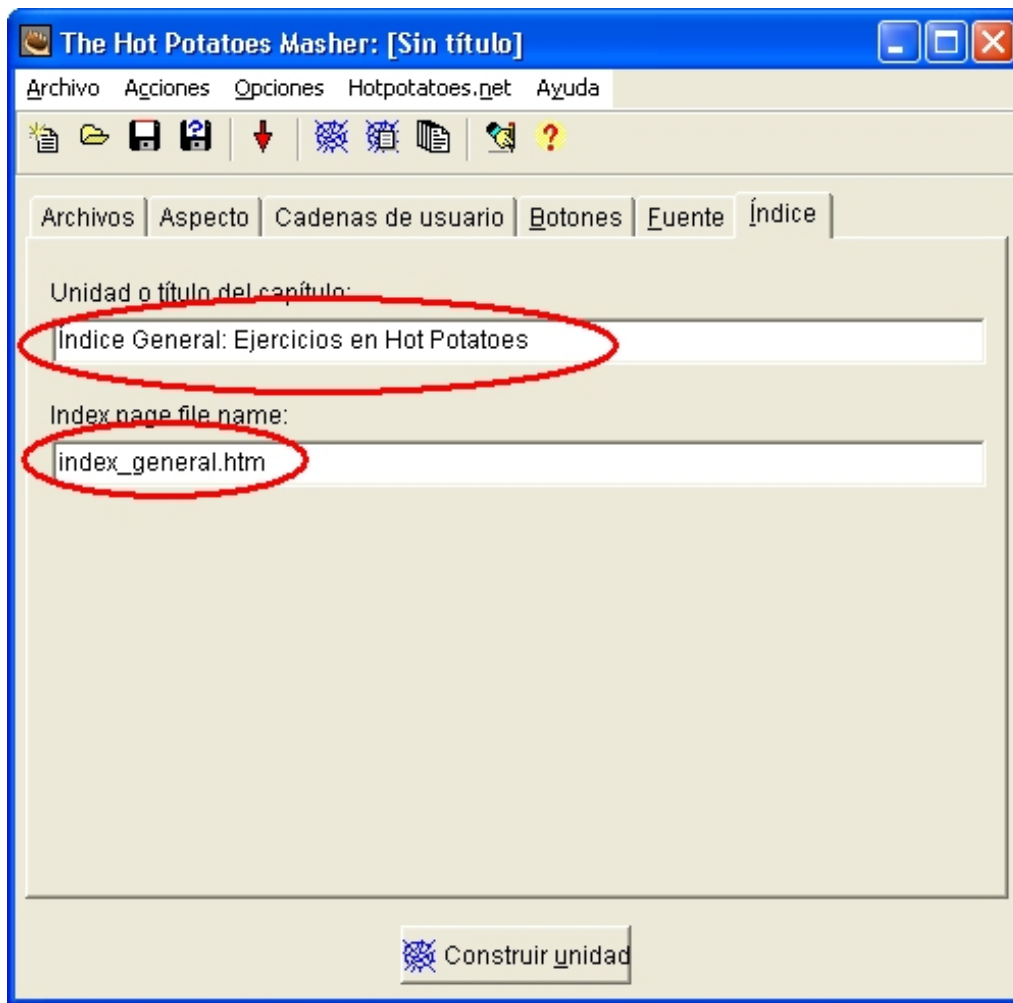 The Hot Potatoes Masher: [Sin título]
Archivo Acciones Opciones Hotpotatoes.net Ayuda
Archivos Aspecto Cadenas de usuario Botones Fuente Índice
Unidad o título del capítulo:
Índice General: Ejercicios en Hot Potatoes
Index page file name:
index_general.htm
Construir unidad